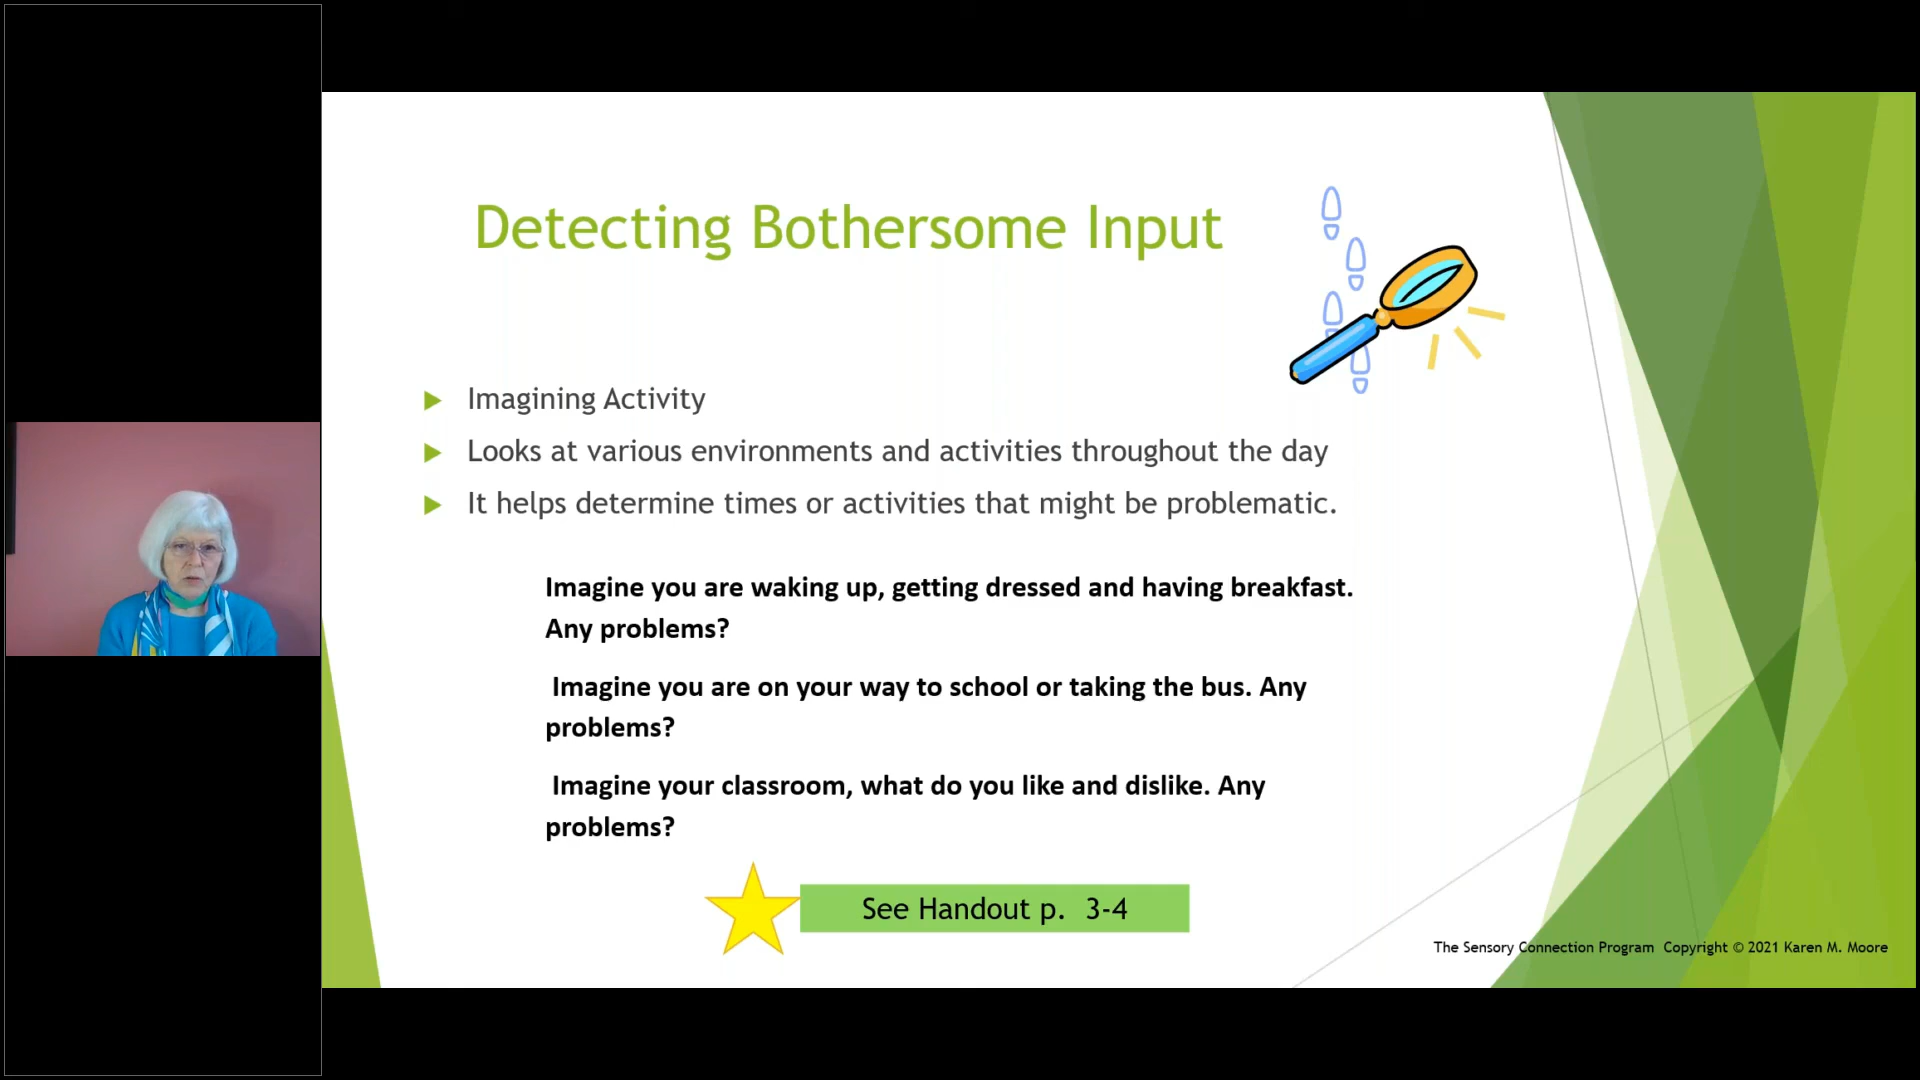 Detecting Bothersome Input
Imagining Activity
Looks at various environments and activities throughout the day
It helps determine times or activities that might be problematic.
Imagine you are waking up, getting dressed and having breakfast.
Any problems?
Imagine you are on your way to school or taking the bus. Any
problems?
Imagine your classroom, what do you like and dislike. Any
problems?
See Handout p. 3-4
The Sensory Connection Program Copyright © 2021 Karen M. Moore